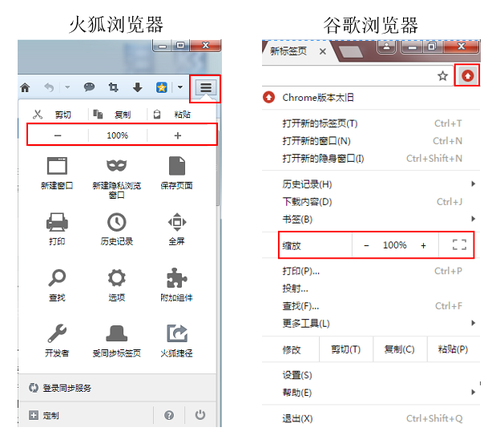 火狐浏览器
剪切 复制 粘贴
− 100% +
新建窗口 新建隐私浏览窗口 保存页面
打印 历史记录 全屏
查找 选项 附加组件
开发者 受同步标签页 火狐捷径
登录同步服务
定制
谷歌浏览器
新标签页
Chrome版本太旧
打开新的标签页(T) Ctrl+T
打开新的窗口(N) Ctrl+N
打开新的隐身窗口(I) Ctrl+Shift+N
历史记录(H)
下载内容(D) Ctrl+J
书签(B)
缩放 − 100% +
打印(P)... Ctrl+P
投射...
查找(F)... Ctrl+F
更多工具(L)
修改 剪切(T) 复制(C) 粘贴(P)
设置(S)
帮助(E)
退出(X) Ctrl+Shift+Q